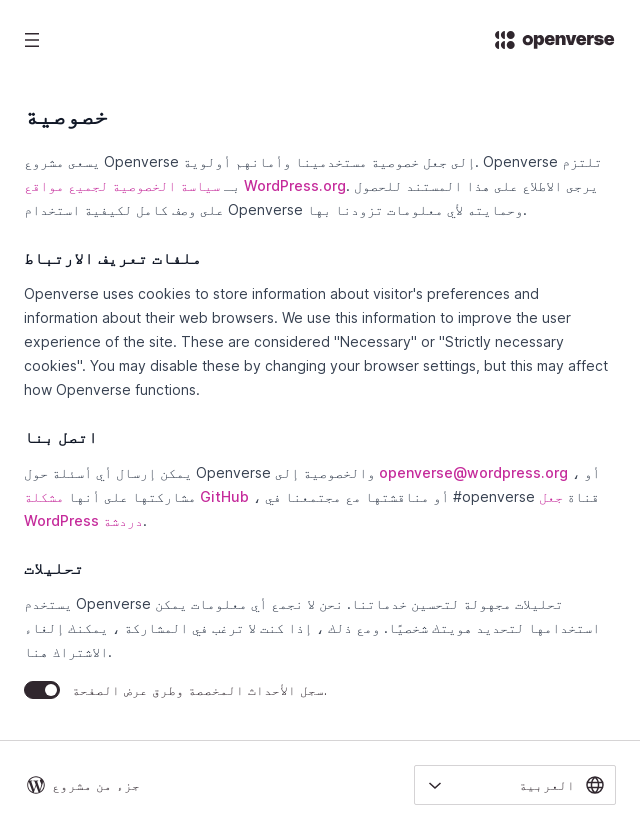 openverse
خصوصية
يسعى مشروع Openverse إلى جعل خصوصية مستخدمينا وأمانهم أولوية. Openverse تلتزم
بـ سياسة الخصوصية لجميع مواقع WordPress.org. يرجى الاطلاع على هذا المستند للحصول
على وصف كامل لكيفية استخدام Openverse وحمايته لأي معلومات تزودنا بها.
ملفات تعريف الارتباط
Openverse uses cookies to store information about visitor's preferences and
information about their web browsers. We use this information to improve the user
experience of the site. These are considered "Necessary" or "Strictly necessary
cookies". You may disable these by changing your browser settings, but this may affect
how Openverse functions.
اتصل بنا
يمكن إرسال أي أسئلة حول Openverse والخصوصية إلى openverse@wordpress.org ، أو
مشاركتها على أنها مشكلة GitHub ، أو مناقشتها مع مجتمعنا في #openverse قناة جعل
WordPress دردشة.
تحليلات
يستخدم Openverse تحليلات مجهولة لتحسين خدماتنا. نحن لا نجمع أي معلومات يمكن
استخدامها لتحديد هويتك شخصيًا. ومع ذلك ، إذا كنت لا ترغب في المشاركة ، يمكنك إلغاء
الاشتراك هنا.
سجل الأحداث المخصصة وطرق عرض الصفحة.
العربية
جزء من مشروع